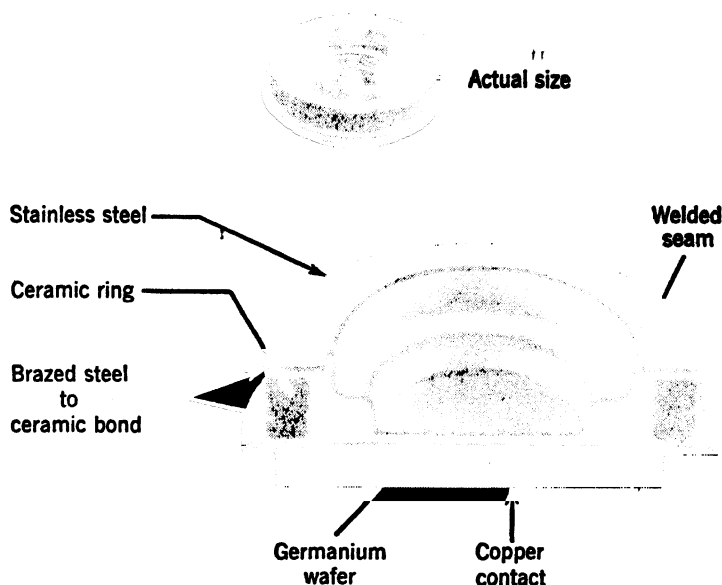 Actual size
Stainless steel
Welded
seam
Ceramic ring
Brazed steel
to
ceramic bond
Germanium
wafer
Copper
contact